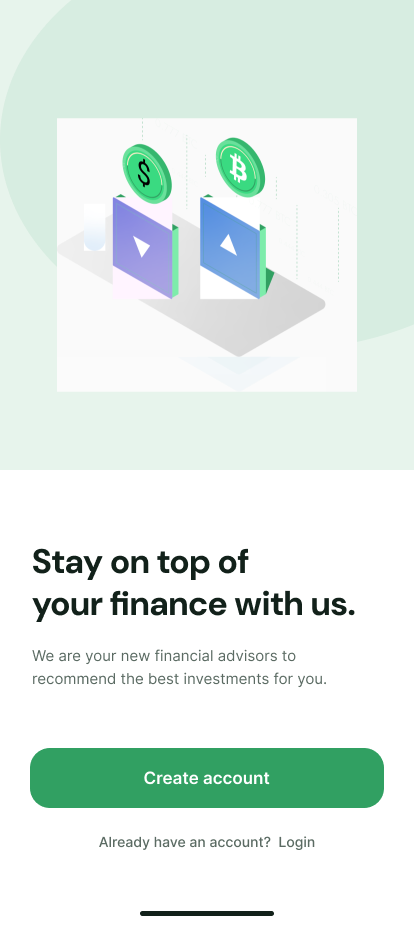 Stay on top of
your finance with us.
We are your new financial advisors to
recommend the best investments for you.
Create account
Already have an account? Login